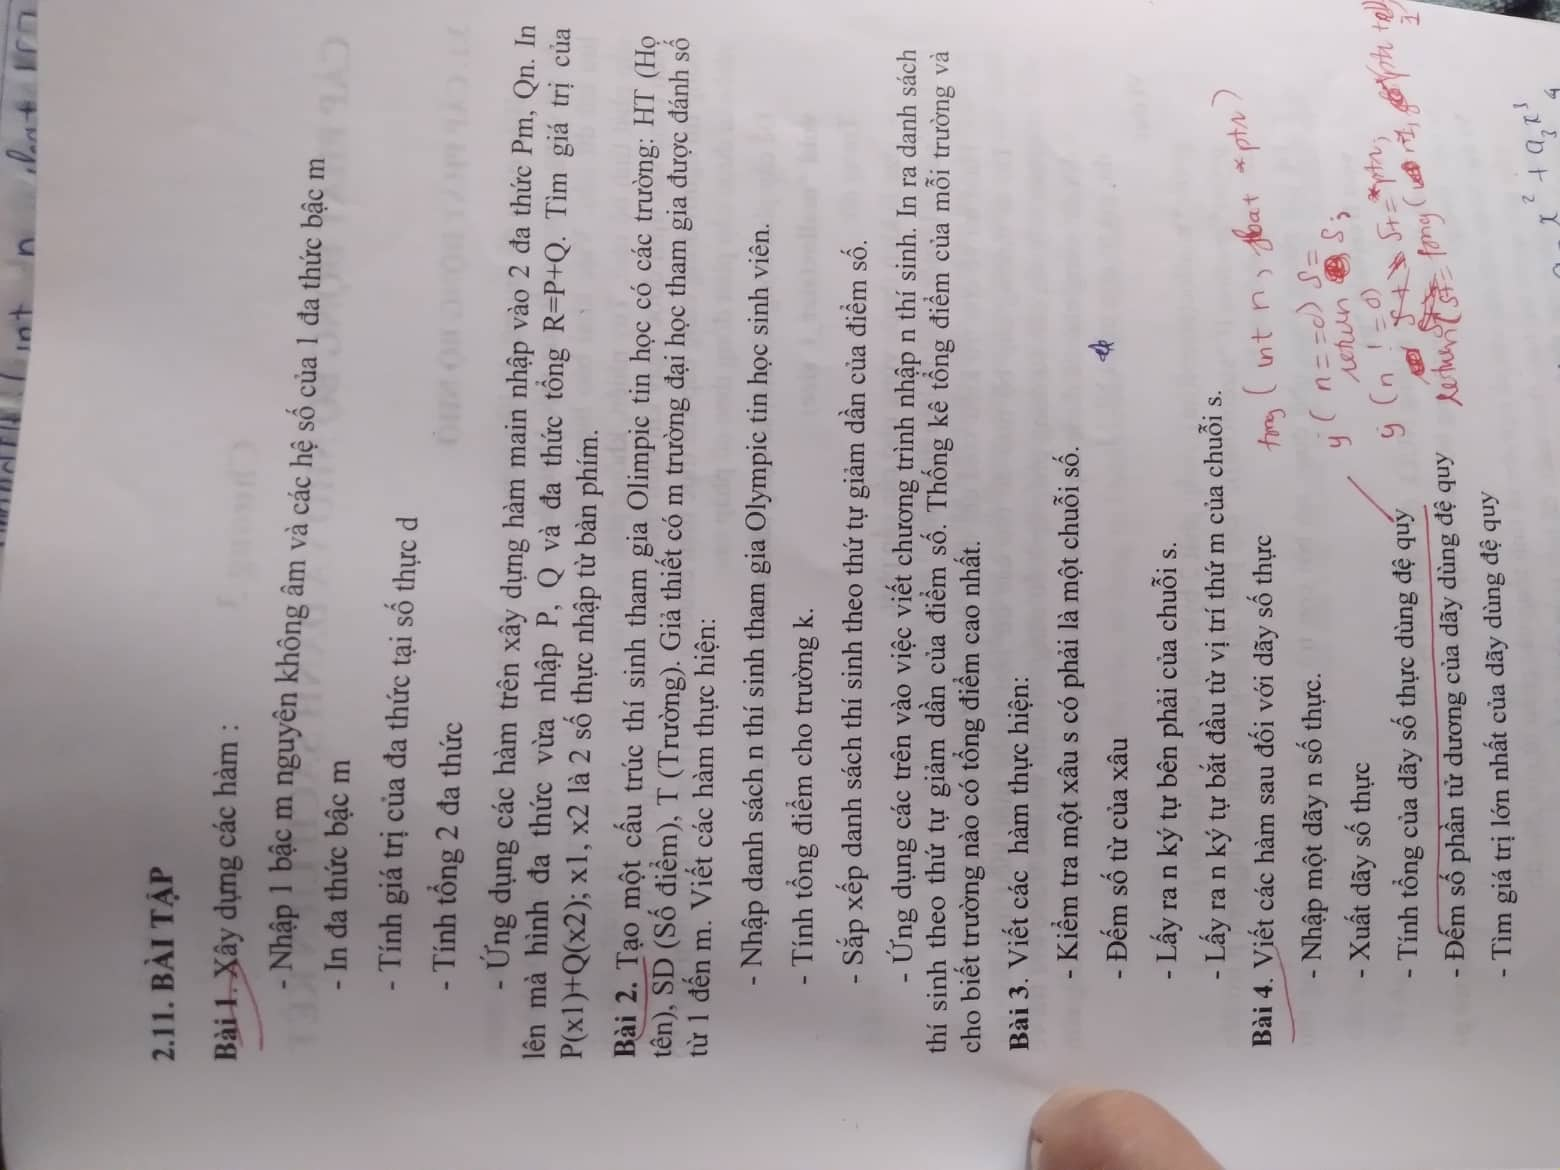 2.11. BÀI TẬP
Bài 1. Xây dựng các hàm :
- Nhập 1 bậc m nguyên không âm và các hệ số của 1 đa thức bậc m
- In đa thức bậc m
- Tính giá trị của đa thức tại số thực d
- Tính tổng 2 đa thức
- Ứng dụng các hàm trên xây dựng hàm main nhập vào 2 đa thức Pm, Qn. In
lên mà hình đa thức vừa nhập P, Q và đa thức tổng R=P+Q. Tìm giá trị của
P(x1)+Q(x2); x1, x2 là 2 số thực nhập từ bàn phím.
Bài 2. Tạo một cấu trúc thí sinh tham gia Olimpic tin học có các trường: HT (Họ
tên), SD (Số điểm), T (Trường). Giả thiết có m trường đại học tham gia được đánh số
từ 1 đến m. Viết các hàm thực hiện:
- Nhập danh sách n thí sinh tham gia Olympic tin học sinh viên.
- Tính tổng điểm cho trường k.
- Sắp xếp danh sách thí sinh theo thứ tự giảm dần của điểm số.
- Ứng dụng các trên vào việc viết chương trình nhập n thí sinh. In ra danh sách
thí sinh theo thứ tự giảm dần của điểm số. Thống kê tổng điểm của mỗi trường và
cho biết trường nào có tổng điểm cao nhất.
Bài 3. Viết các hàm thực hiện:
- Kiểm tra một xâu s có phải là một chuỗi số.
- Đếm số từ của xâu
- Lấy ra n ký tự bên phải của chuỗi s.
- Lấy ra n ký tự bắt đầu từ vị trí thứ m của chuỗi s.
Bài 4. Viết các hàm sau đối với dãy số thực
tong ( int n, float *ptr)
- Nhập một dãy n số thực.
if ( n==0) S=
return S;
- Xuất dãy số thực
if ( n != 0)
- Tính tổng của dãy số thực dùng đệ quy
S+= *ptr;
- Đếm số phần tử dương của dãy dùng đệ quy
return
- Tìm giá trị lớn nhất của dãy dùng đệ quy
x² + a₃x³